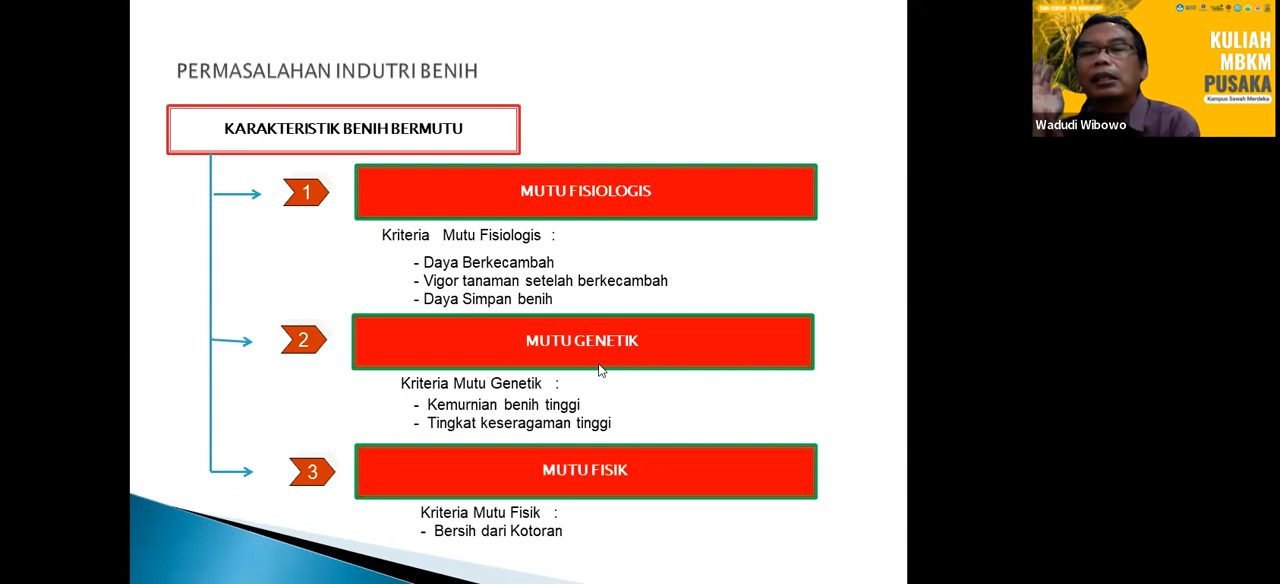 PERMASALAHAN INDUTRI BENIH
KARAKTERISTIK BENIH BERMUTU
1
MUTU FISIOLOGIS
Kriteria Mutu Fisiologis :
- Daya Berkecambah
- Vigor tanaman setelah berkecambah
- Daya Simpan benih
2
MUTU GENETIK
Kriteria Mutu Genetik :
- Kemurnian benih tinggi
- Tingkat keseragaman tinggi
3
MUTU FISIK
Kriteria Mutu Fisik :
- Bersih dari Kotoran
KULIAH
MBKM
PUSAKA
Kampus Sawah Merdeka
Wadudi Wibowo